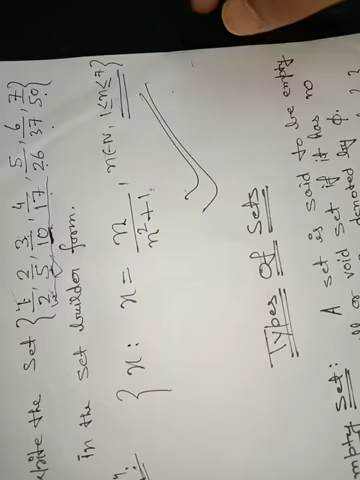 the set {1/2, 2/5, 3/10, 4/17, 5/26, 6/37, 7/50}
in the set builder form.
{ x : x = n/n²+1, n∈N, 1≤n≤7}
Types Of Sets
empty set: A set is said to be empty
or void set if it has no
denoted by φ.